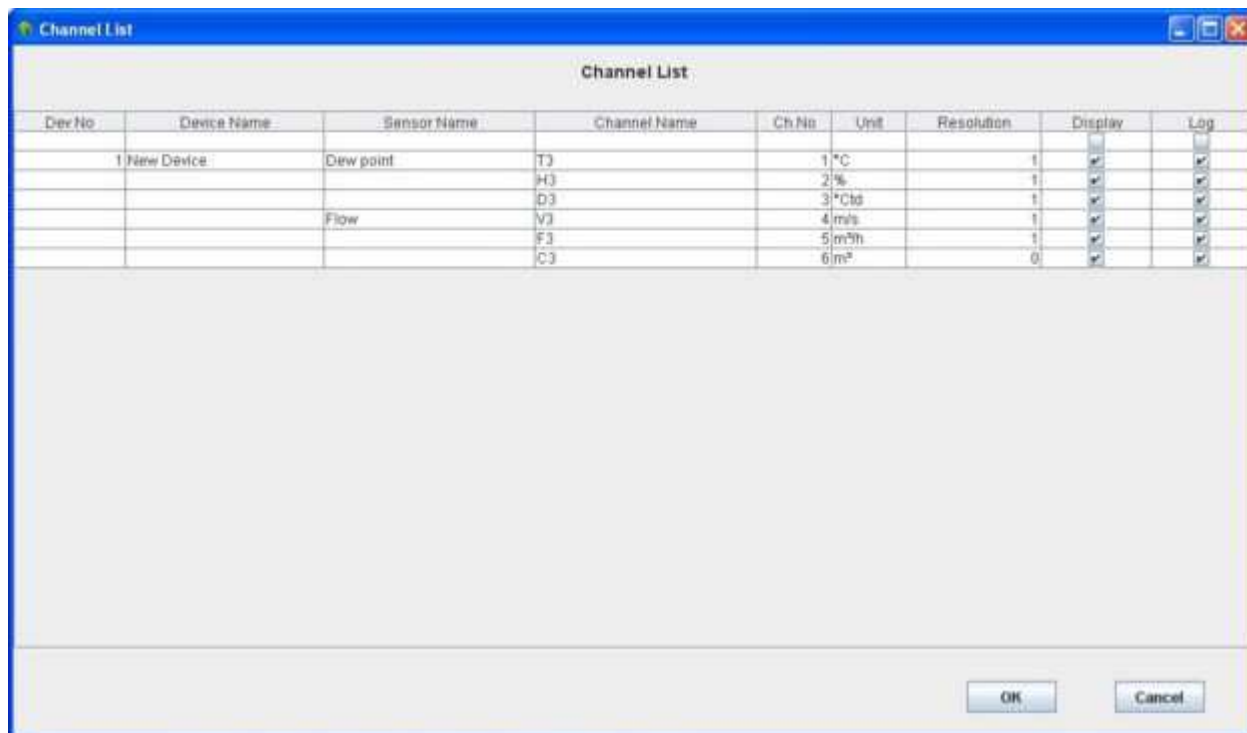 Channel List
Channel List
Dev.No Device Name Sensor Name Channel Name Ch.No Unit Resolution Display Log
1 New Device Dew point T3 1 °C 1
H3 2 % 1
D3 3 °Ctd 1
Flow V3 4 m/s 1
F3 5 m³/h 1
C3 6 m³ 0
OK Cancel